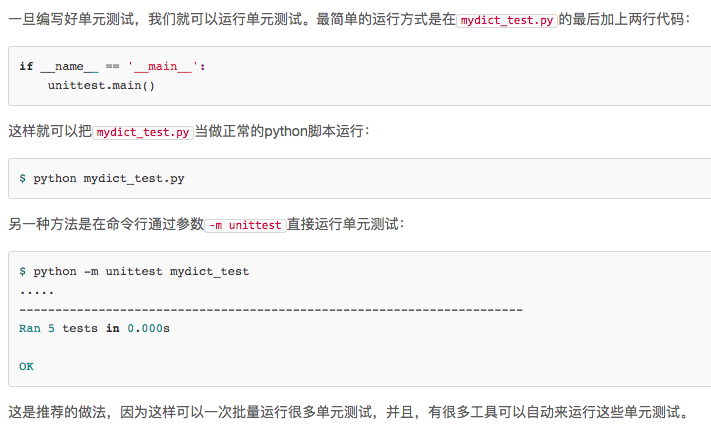 一旦编写好单元测试，我们就可以运行单元测试。最简单的运行方式是在mydict_test.py的最后加上两行代码：
if __name__ == '__main__':
    unittest.main()
这样就可以把mydict_test.py当做正常的python脚本运行：
$ python mydict_test.py
另一种方法是在命令行通过参数-m unittest直接运行单元测试：
$ python -m unittest mydict_test
.....
----------------------------------------------------------------------
Ran 5 tests in 0.000s
OK
这是推荐的做法，因为这样可以一次批量运行很多单元测试，并且，有很多工具可以自动来运行这些单元测试。